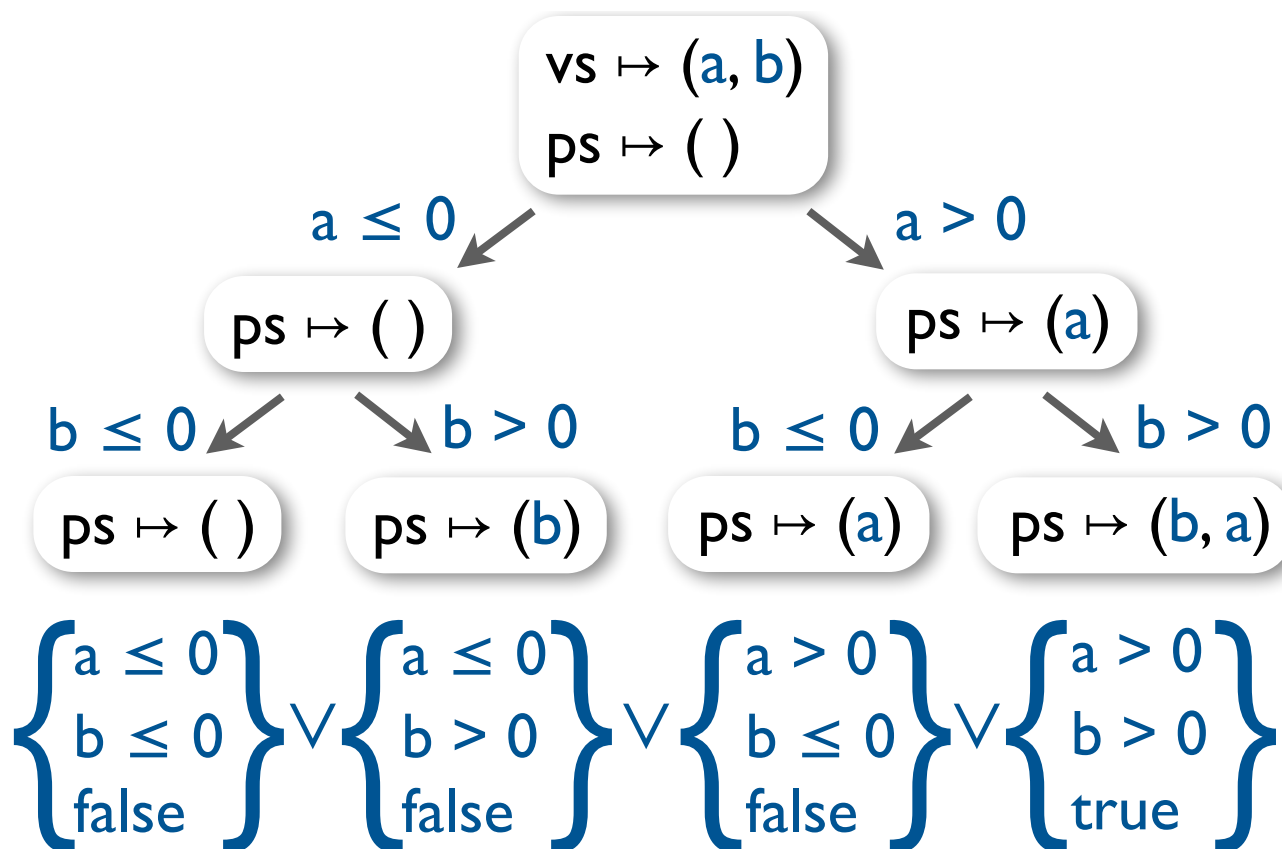 vs ↦ (a, b)
ps ↦ ( )
a ≤ 0
a > 0
ps ↦ ( )
ps ↦ (a)
b ≤ 0
b > 0
b ≤ 0
b > 0
ps ↦ ( )
ps ↦ (b)
ps ↦ (a)
ps ↦ (b, a)
{ a ≤ 0
b ≤ 0
false } ∨
{ a ≤ 0
b > 0
false } ∨
{ a > 0
b ≤ 0
false } ∨
{ a > 0
b > 0
true }